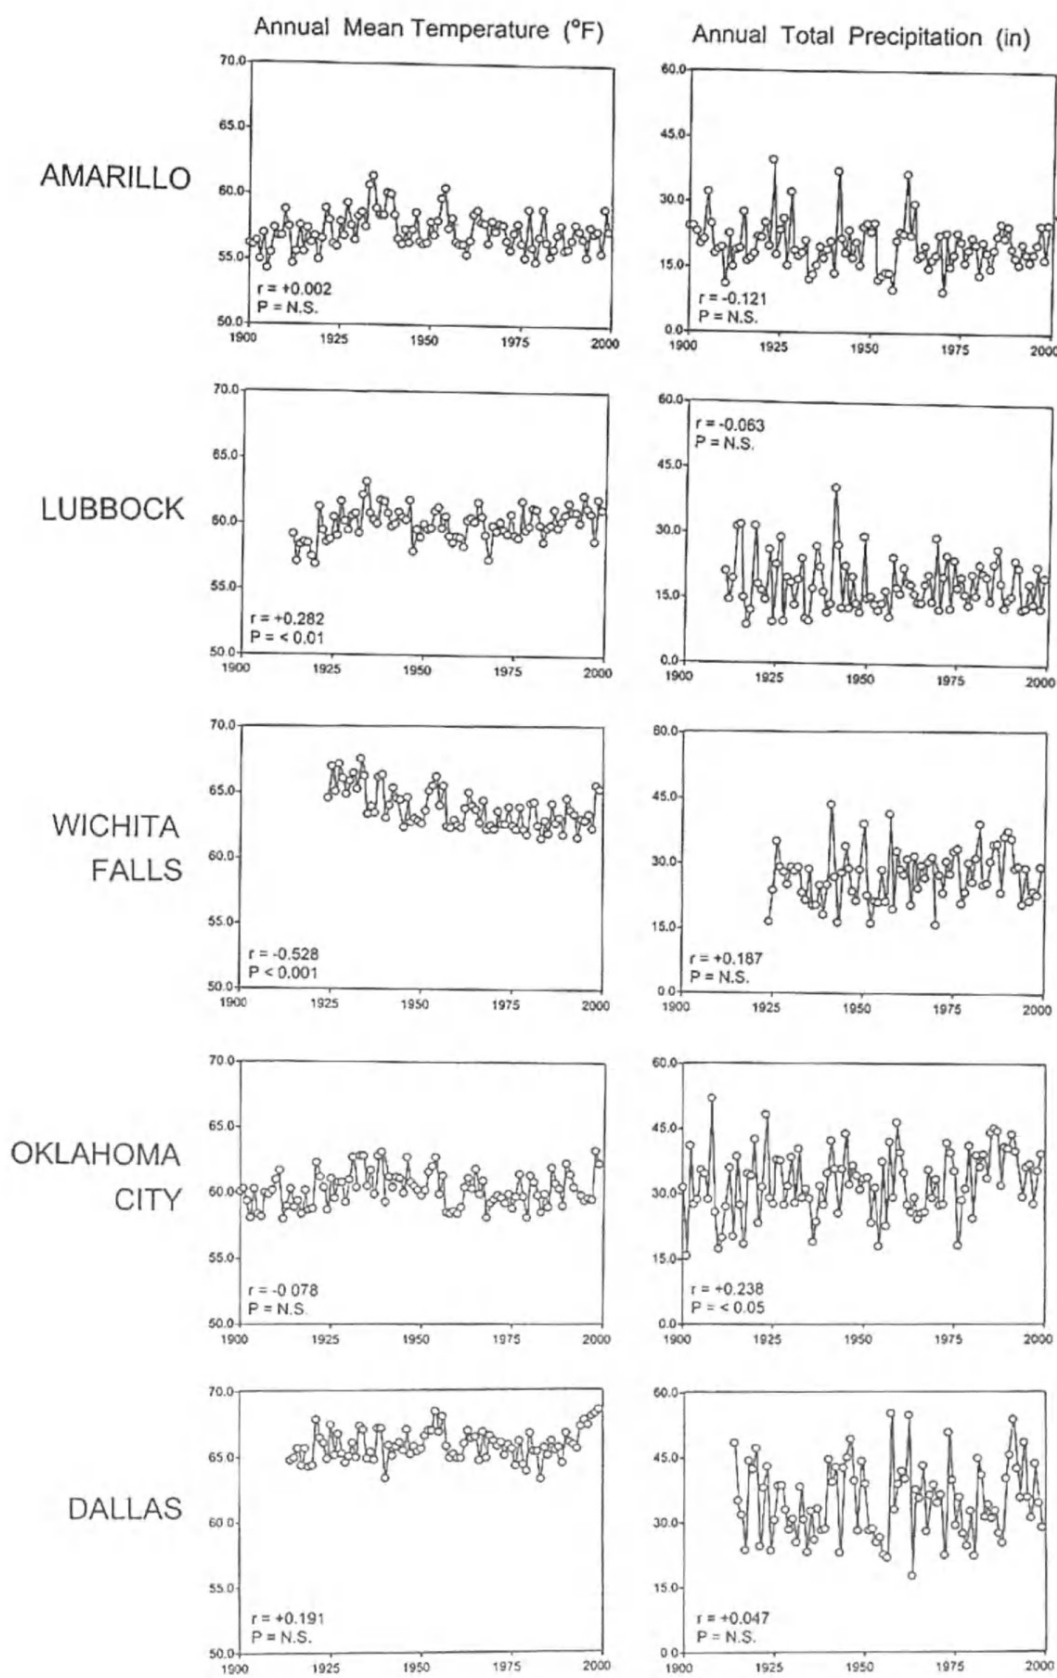 Annual Mean Temperature (°F)
Annual Total Precipitation (in)
AMARILLO
70.0
65.0
60.0
55.0
50.0
r = +0.002
P = N.S.
1900 1925 1950 1975 2000
60.0
45.0
30.0
15.0
0.0
r = -0.121
P = N.S.
1900 1925 1950 1975 2000
LUBBOCK
70.0
65.0
60.0
55.0
50.0
r = +0.282
P = < 0.01
1900 1925 1950 1975 2000
60.0
45.0
30.0
15.0
0.0
r = -0.063
P = N.S.
1900 1925 1950 1975 2000
WICHITA
FALLS
70.0
65.0
60.0
55.0
50.0
r = -0.528
P < 0.001
1900 1925 1950 1975 2000
60.0
45.0
30.0
15.0
0.0
r = +0.187
P = N.S.
1900 1925 1950 1975 2000
OKLAHOMA
CITY
70.0
65.0
60.0
55.0
50.0
r = -0 078
P = N.S.
1900 1925 1950 1975 2000
60.0
45.0
30.0
15.0
0.0
r = +0.238
P = < 0.05
1900 1925 1950 1975 2000
DALLAS
70.0
65.0
60.0
55.0
50.0
r = +0.191
P = N.S.
1900 1925 1950 1975 2000
60.0
45.0
30.0
15.0
0.0
r = +0.047
P = N.S.
1900 1925 1950 1975 2000